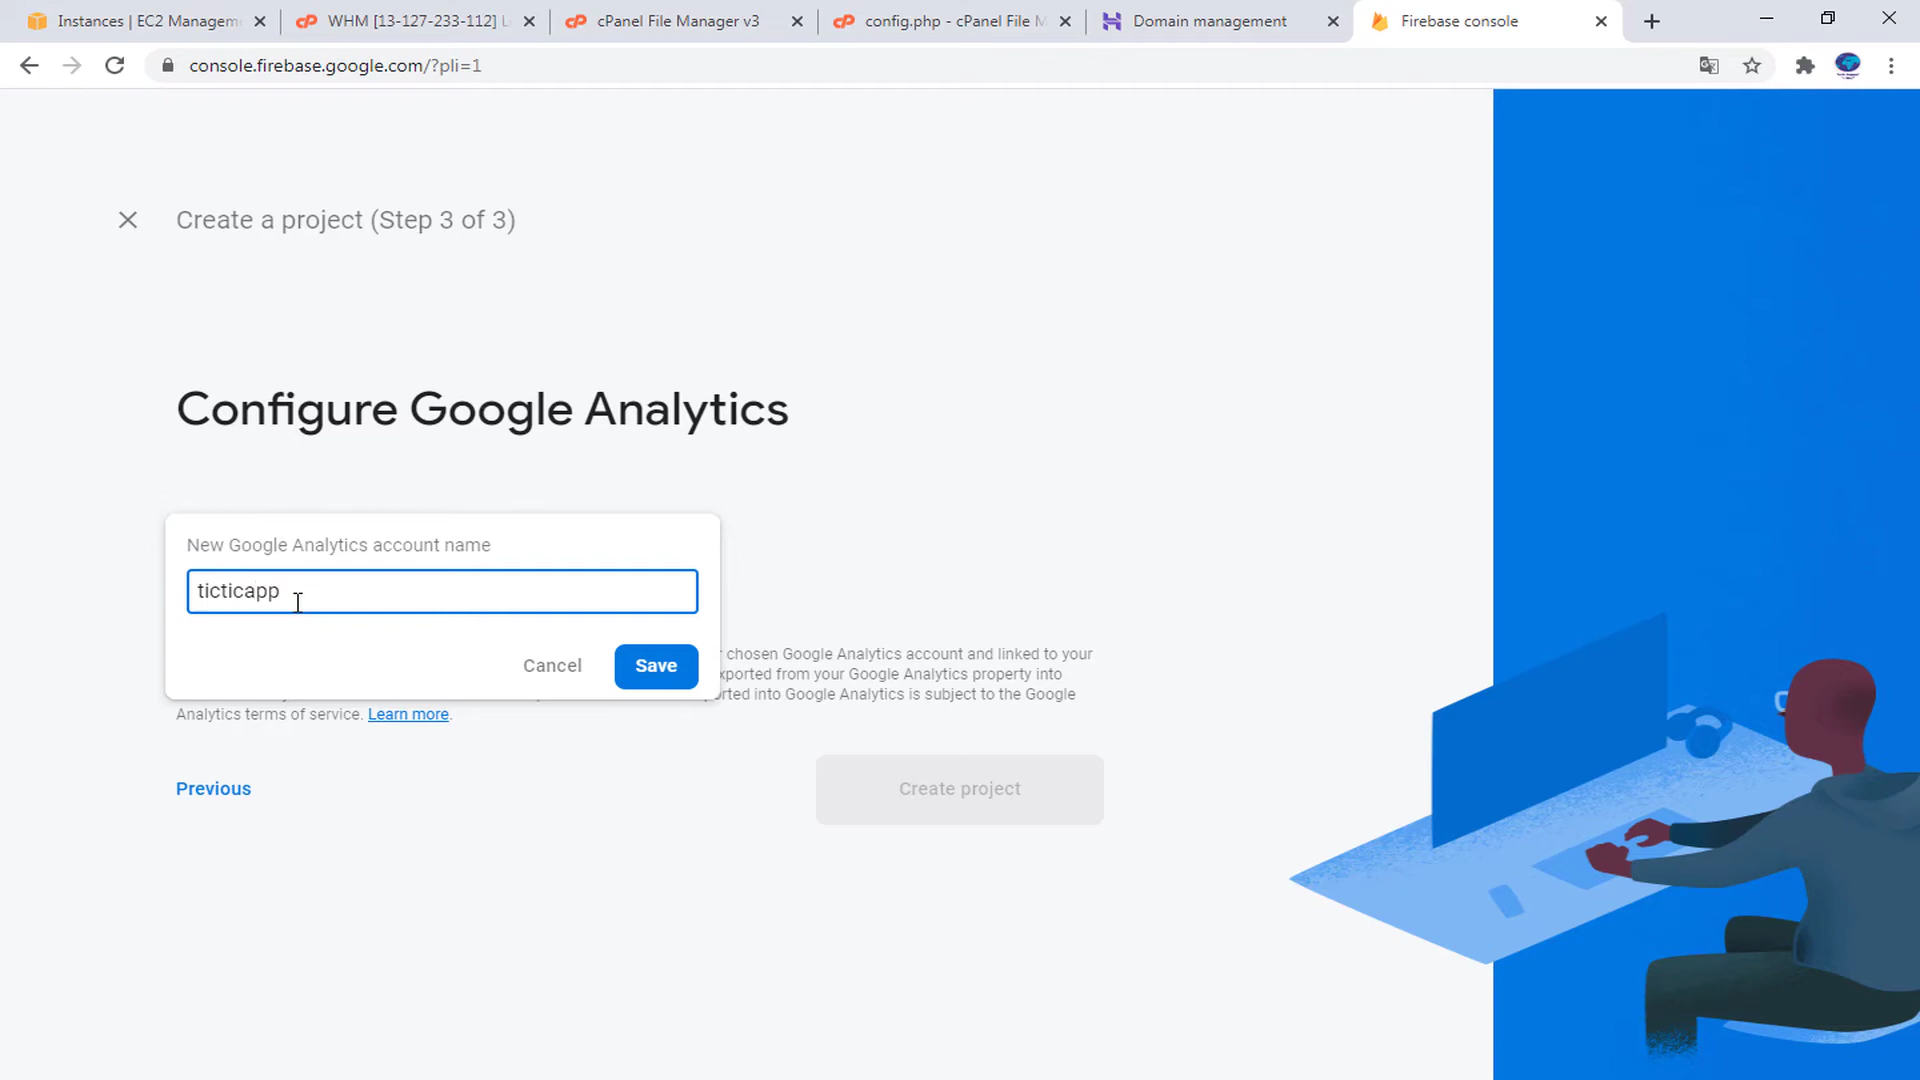 Instances | EC2 Managem
WHM [13-127-233-112] L
cPanel File Manager v3
config.php - cPanel File M
Domain management
Firebase console
console.firebase.google.com/?pli=1
Create a project (Step 3 of 3)
Configure Google Analytics
New Google Analytics account name
ticticapp
Cancel
Save
chosen Google Analytics account and linked to your
xported from your Google Analytics property into
orted into Google Analytics is subject to the Google
Analytics terms of service. Learn more.
Previous
Create project